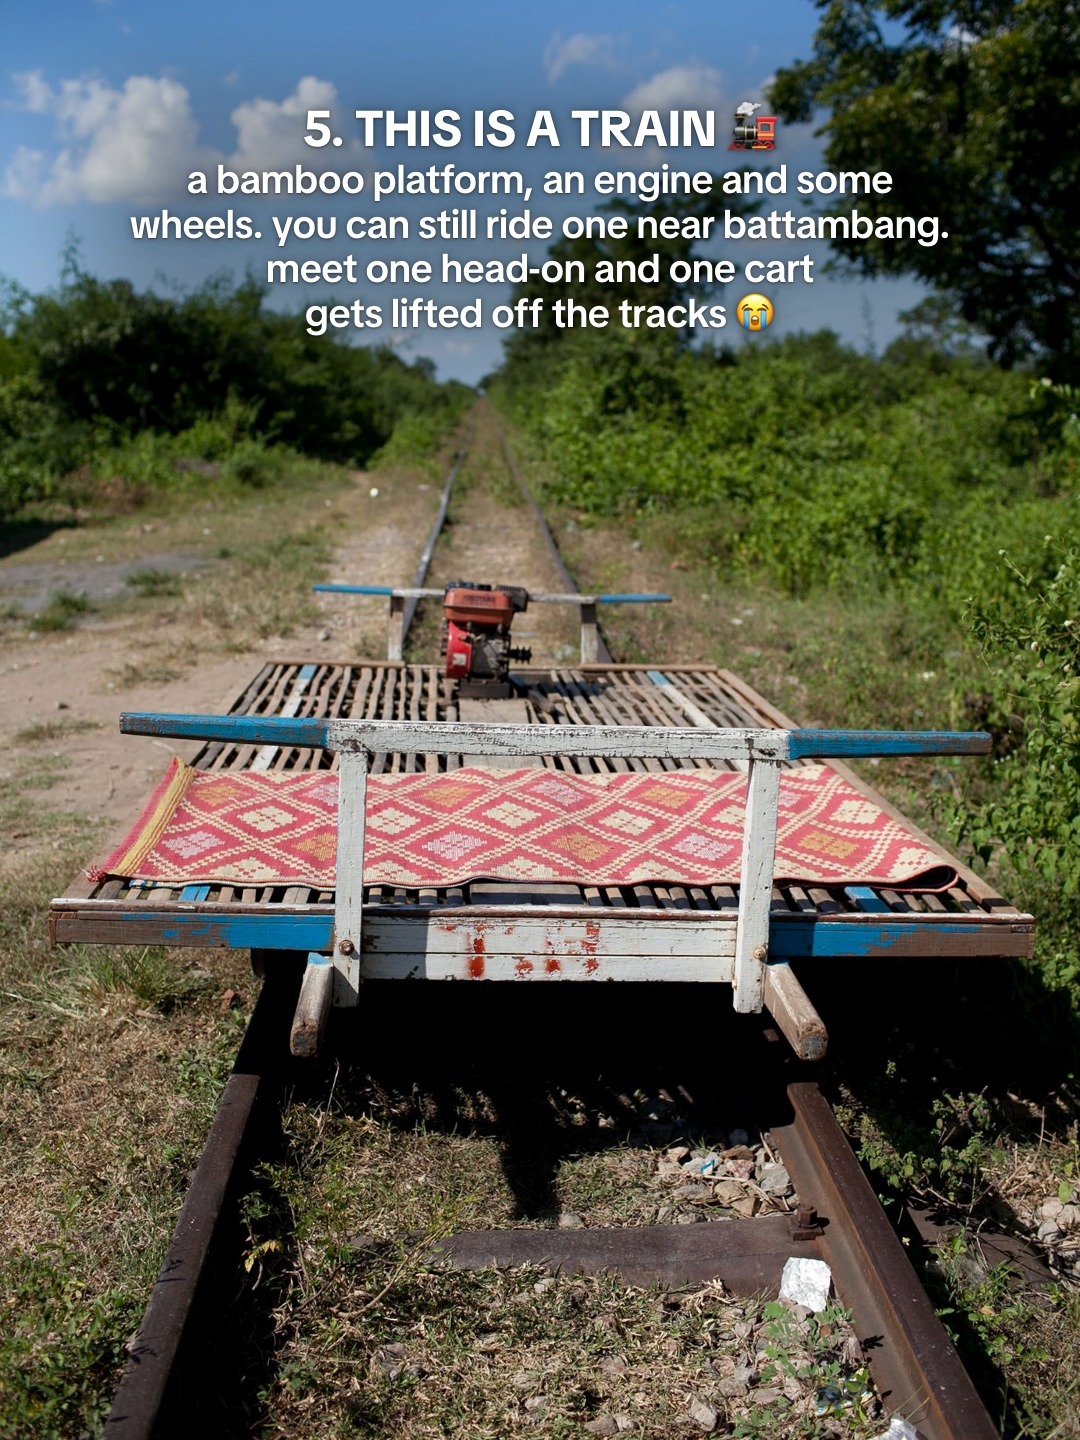 5. THIS IS A TRAIN 🚂
a bamboo platform, an engine and some
wheels. you can still ride one near battambang.
meet one head-on and one cart
gets lifted off the tracks 😭